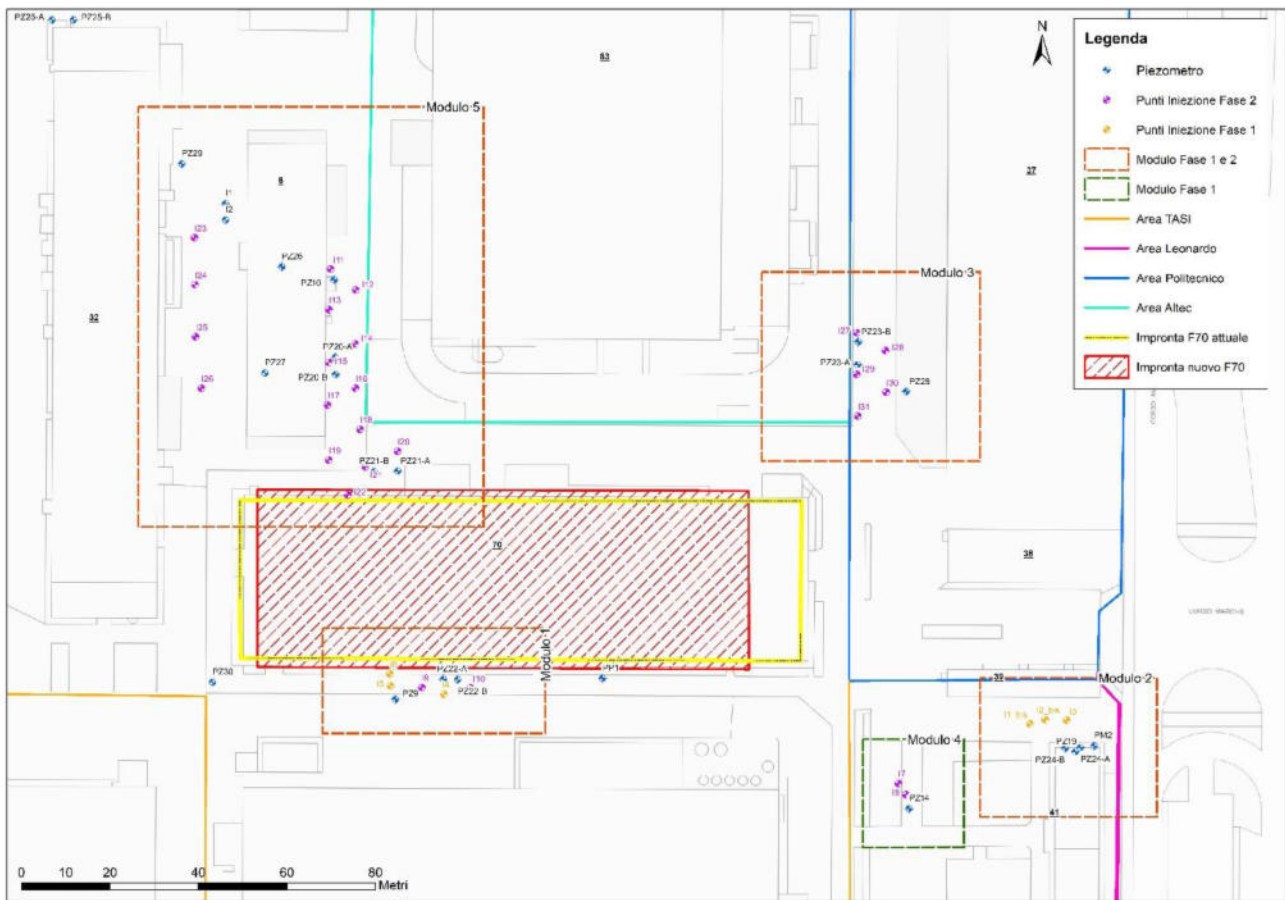 PZ25-A
PZ25-B
53
N
Legenda
Piezometro
Punti Iniezione Fase 2
Punti Iniezione Fase 1
Modulo Fase 1 e 2
Modulo Fase 1
Area TASI
Area Leonardo
Area Politecnico
Area Altec
Impronta F70 attuale
Impronta nuovo F70
37
Modulo 5
PZ29
I1
I2
I23
PZ26
I11
PZ10
I12
I24
I13
32
I25
I14
PZ20-A
I15
PZ27
PZ20 B
I16
I26
I17
I18
I19
PZ21-B
PZ21-A
Modulo 3
I27
PZ23-B
I28
PZ23-A
I29
I30
PZ28
I31
70
38
Modulo 1
PZ30
PZ22-A
PP1
PZ22 B
I10
PZ9
Modulo 2
PZ19
PM2
PZ24-B
PZ24-A
41
Modulo 4
I7
PZ14
0 10 20 40 60 80
Metri